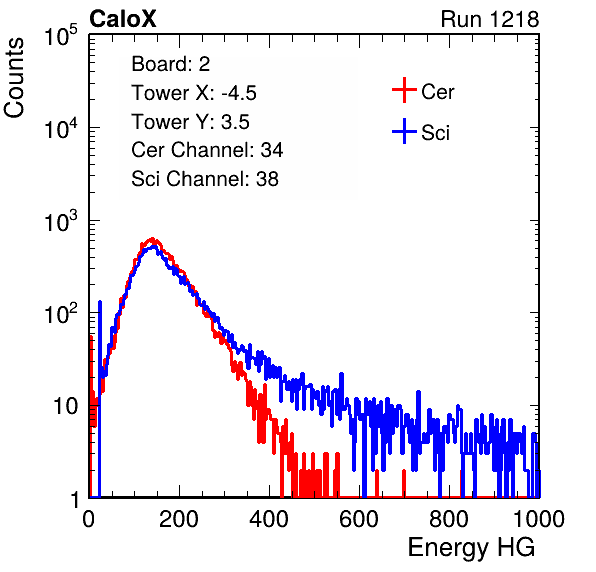 CaloX Run 1218
Counts
Board: 2
Tower X: -4.5
Tower Y: 3.5
Cer Channel: 34
Sci Channel: 38
Cer
Sci
10^5
10^4
10^3
10^2
10
1
0 200 400 600 800 1000
Energy HG